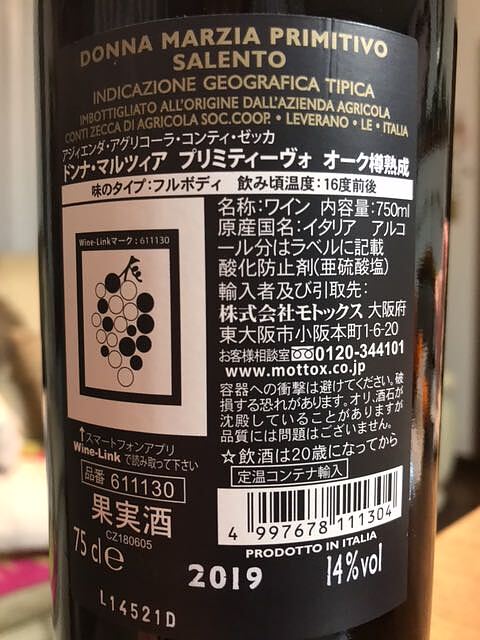 DONNA MARZIA PRIMITIVO
SALENTO
INDICAZIONE GEOGRAFICA TIPICA
IMBOTTIGLIATO ALL'ORIGINE DALL'AZIENDA AGRICOLA
CONTI ZECCA DI AGRICOLA SOC.COOP. • LEVERANO • LE • ITALIA
アジィエンダ・アグリコーラ・コンティ・ゼッカ
ドンナ・マルツィア プリミティーヴォ オーク樽熟成
味のタイプ:フルボディ 飲み頃温度:16度前後
Wine-Linkマーク:611130
↑スマートフォンアプリ
Wine-Link で読み取って下さい
品番 611130
果実酒
CZ180605
75 cl e
名称:ワイン 内容量:750ml
原産国名:イタリア アルコ
ール分はラベルに記載
酸化防止剤(亜硫酸塩)
輸入者及び引取先:
株式会社モトックス 大阪府
東大阪市小阪本町1-6-20
お客様相談室 0120-344101
www.mottox.co.jp
容器への衝撃は避けてください。破
損する恐れがあります。オリ、酒石が
沈殿していることがありますが
品質には問題はございません。
☆飲酒は20歳になってから
定温コンテナ輸入
4 997678 111304
PRODOTTO IN ITALIA
2019
14%vol
L14521D